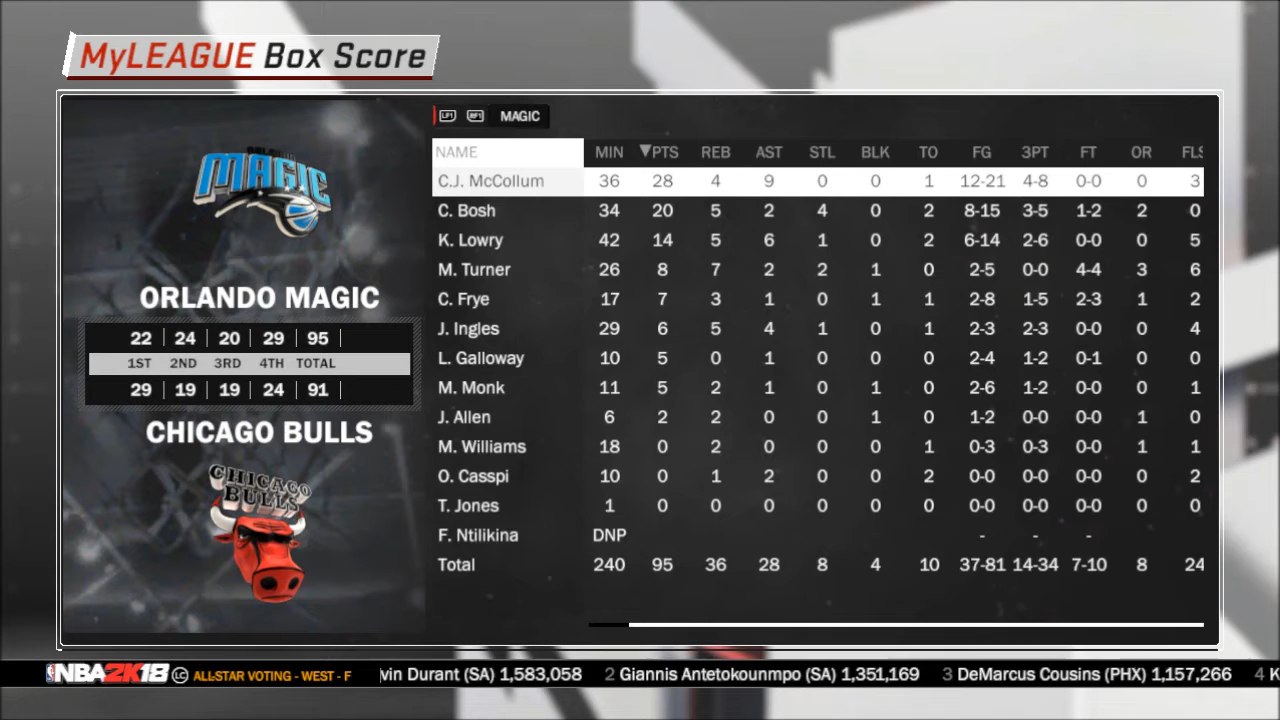 MyLEAGUE Box Score
LF1 RF1 MAGIC
NAME MIN ▼PTS REB AST STL BLK TO FG 3PT FT OR FLS
C.J. McCollum 36 28 4 9 0 0 1 12-21 4-8 0-0 0 3
C. Bosh 34 20 5 2 4 0 2 8-15 3-5 1-2 2 0
K. Lowry 42 14 5 6 1 0 2 6-14 2-6 0-0 0 5
M. Turner 26 8 7 2 2 1 0 2-5 0-0 4-4 3 6
C. Frye 17 7 3 1 0 1 1 2-8 1-5 2-3 1 2
J. Ingles 29 6 5 4 1 0 1 2-3 2-3 0-0 0 4
L. Galloway 10 5 0 1 0 0 0 2-4 1-2 0-1 0 0
M. Monk 11 5 2 1 0 1 0 2-6 1-2 0-0 0 1
J. Allen 6 2 2 0 0 1 0 1-2 0-0 0-0 1 0
M. Williams 18 0 2 0 0 0 1 0-3 0-3 0-0 1 1
O. Casspi 10 0 1 2 0 0 2 0-0 0-0 0-0 0 2
T. Jones 1 0 0 0 0 0 0 0-0 0-0 0-0 0 0
F. Ntilikina DNP - - -
Total 240 95 36 28 8 4 10 37-81 14-34 7-10 8 24
MAGIC
ORLANDO MAGIC
22 24 20 29 95
1ST 2ND 3RD 4TH TOTAL
29 19 19 24 91
CHICAGO BULLS
CHICAGO
BULLS
NBA2K18 LC ALL-STAR VOTING - WEST - F vin Durant (SA) 1,583,058 2 Giannis Antetokounmpo (SA) 1,351,169 3 DeMarcus Cousins (PHX) 1,157,266 4 K